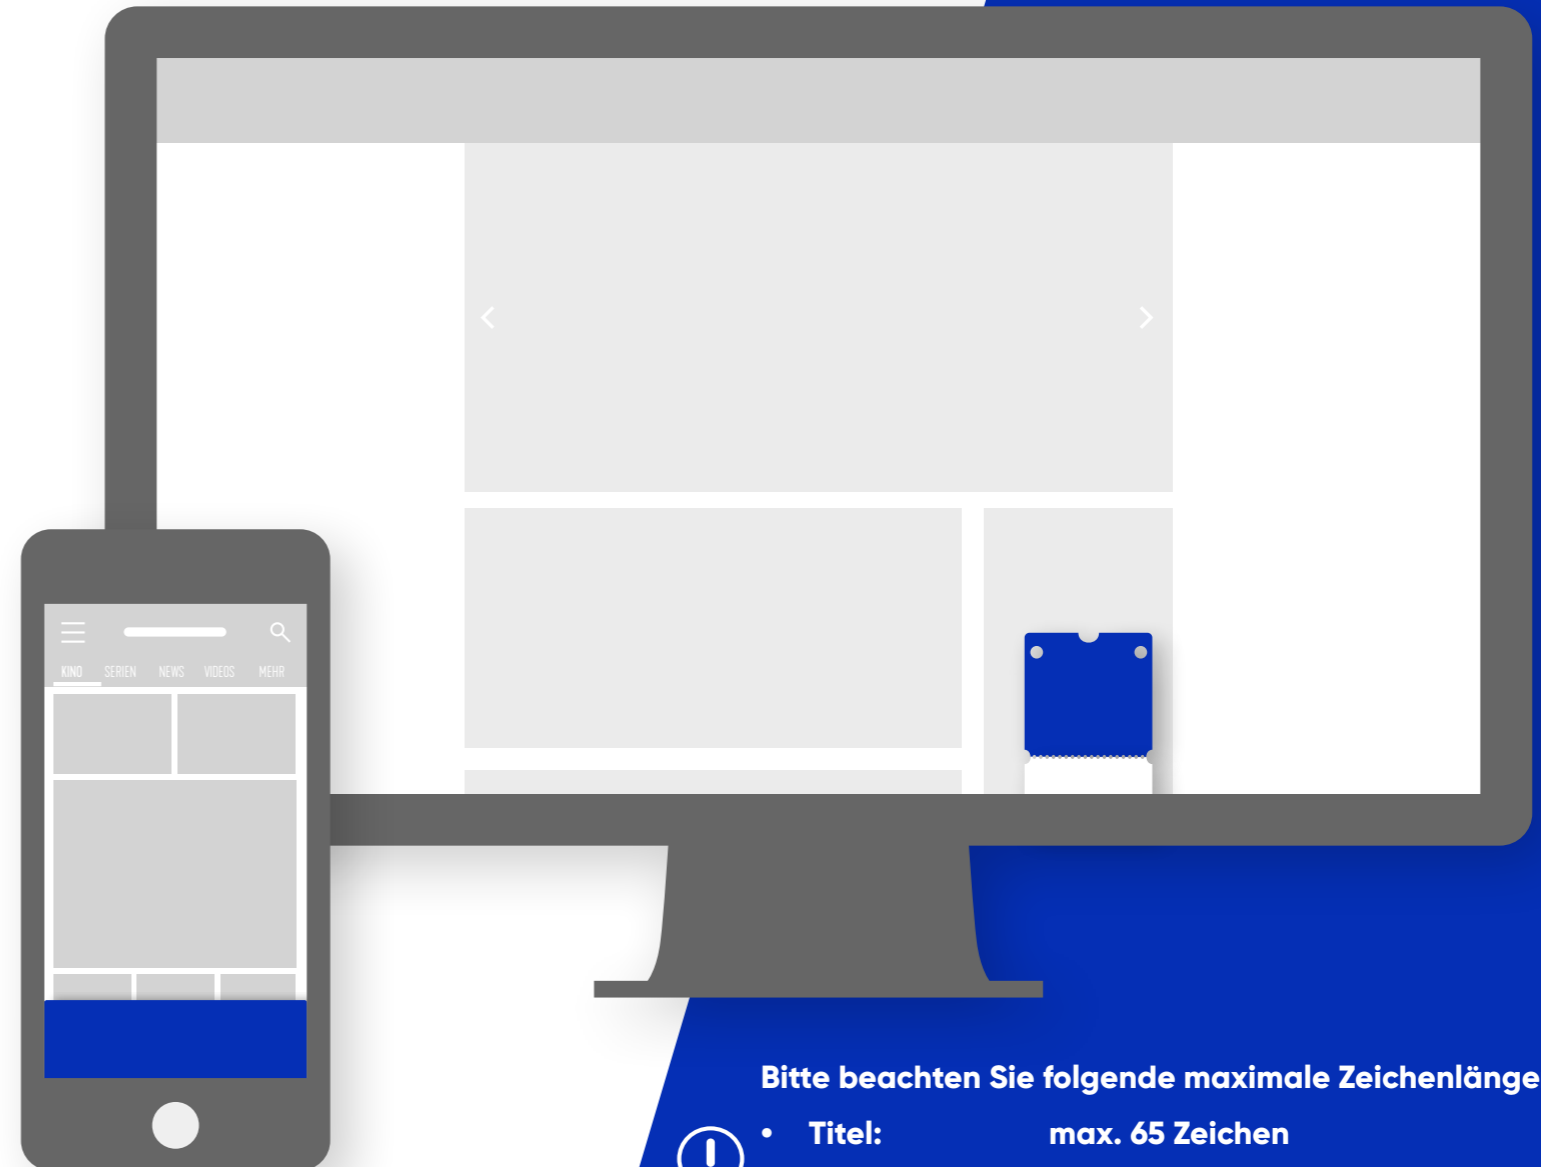 KINO SERIEN NEWS VIDEOS MEHR
Bitte beachten Sie folgende maximale Zeichenlänge
• Titel: max. 65 Zeichen